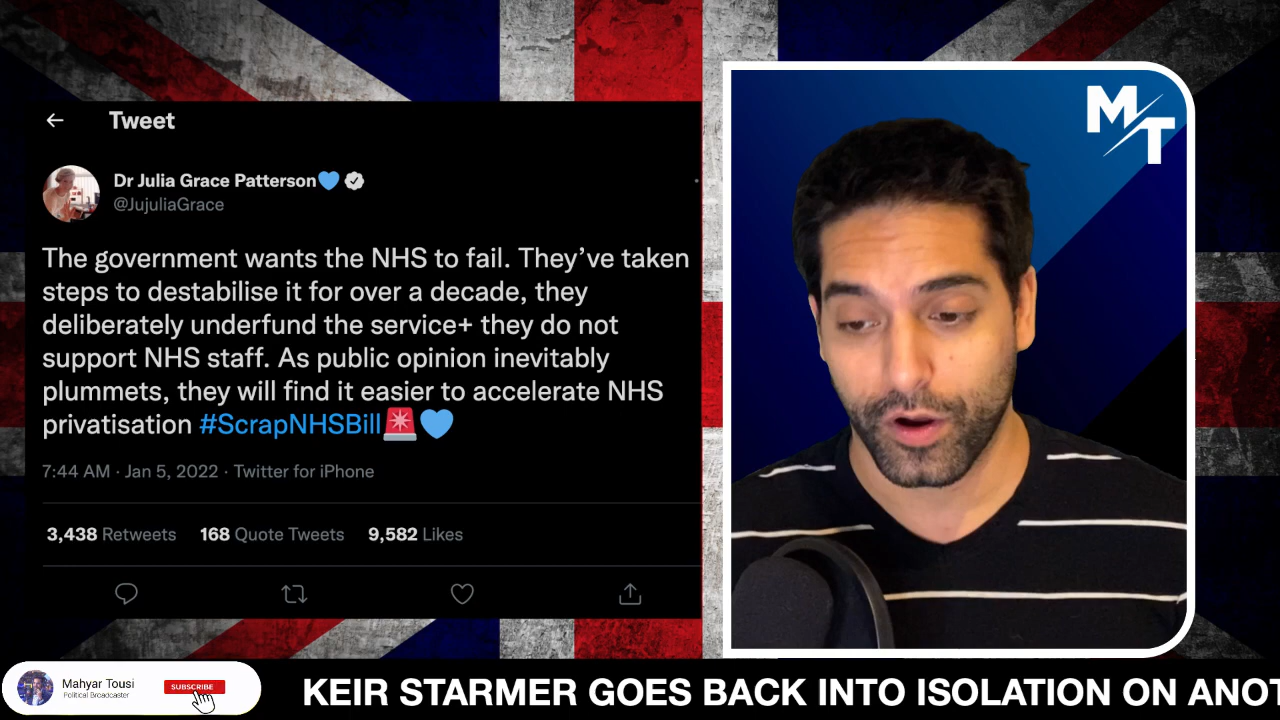 Tweet
Dr Julia Grace Patterson💙
@JujuliaGrace
The government wants the NHS to fail. They’ve taken
steps to destabilise it for over a decade, they
deliberately underfund the service+ they do not
support NHS staff. As public opinion inevitably
plummets, they will find it easier to accelerate NHS
privatisation #ScrapNHSBill🚨💙
7:44 AM · Jan 5, 2022 · Twitter for iPhone
3,438 Retweets 168 Quote Tweets 9,582 Likes
MT
Mahyar Tousi
Political Broadcaster
SUBSCRIBE
KEIR STARMER GOES BACK INTO ISOLATION ON ANOT